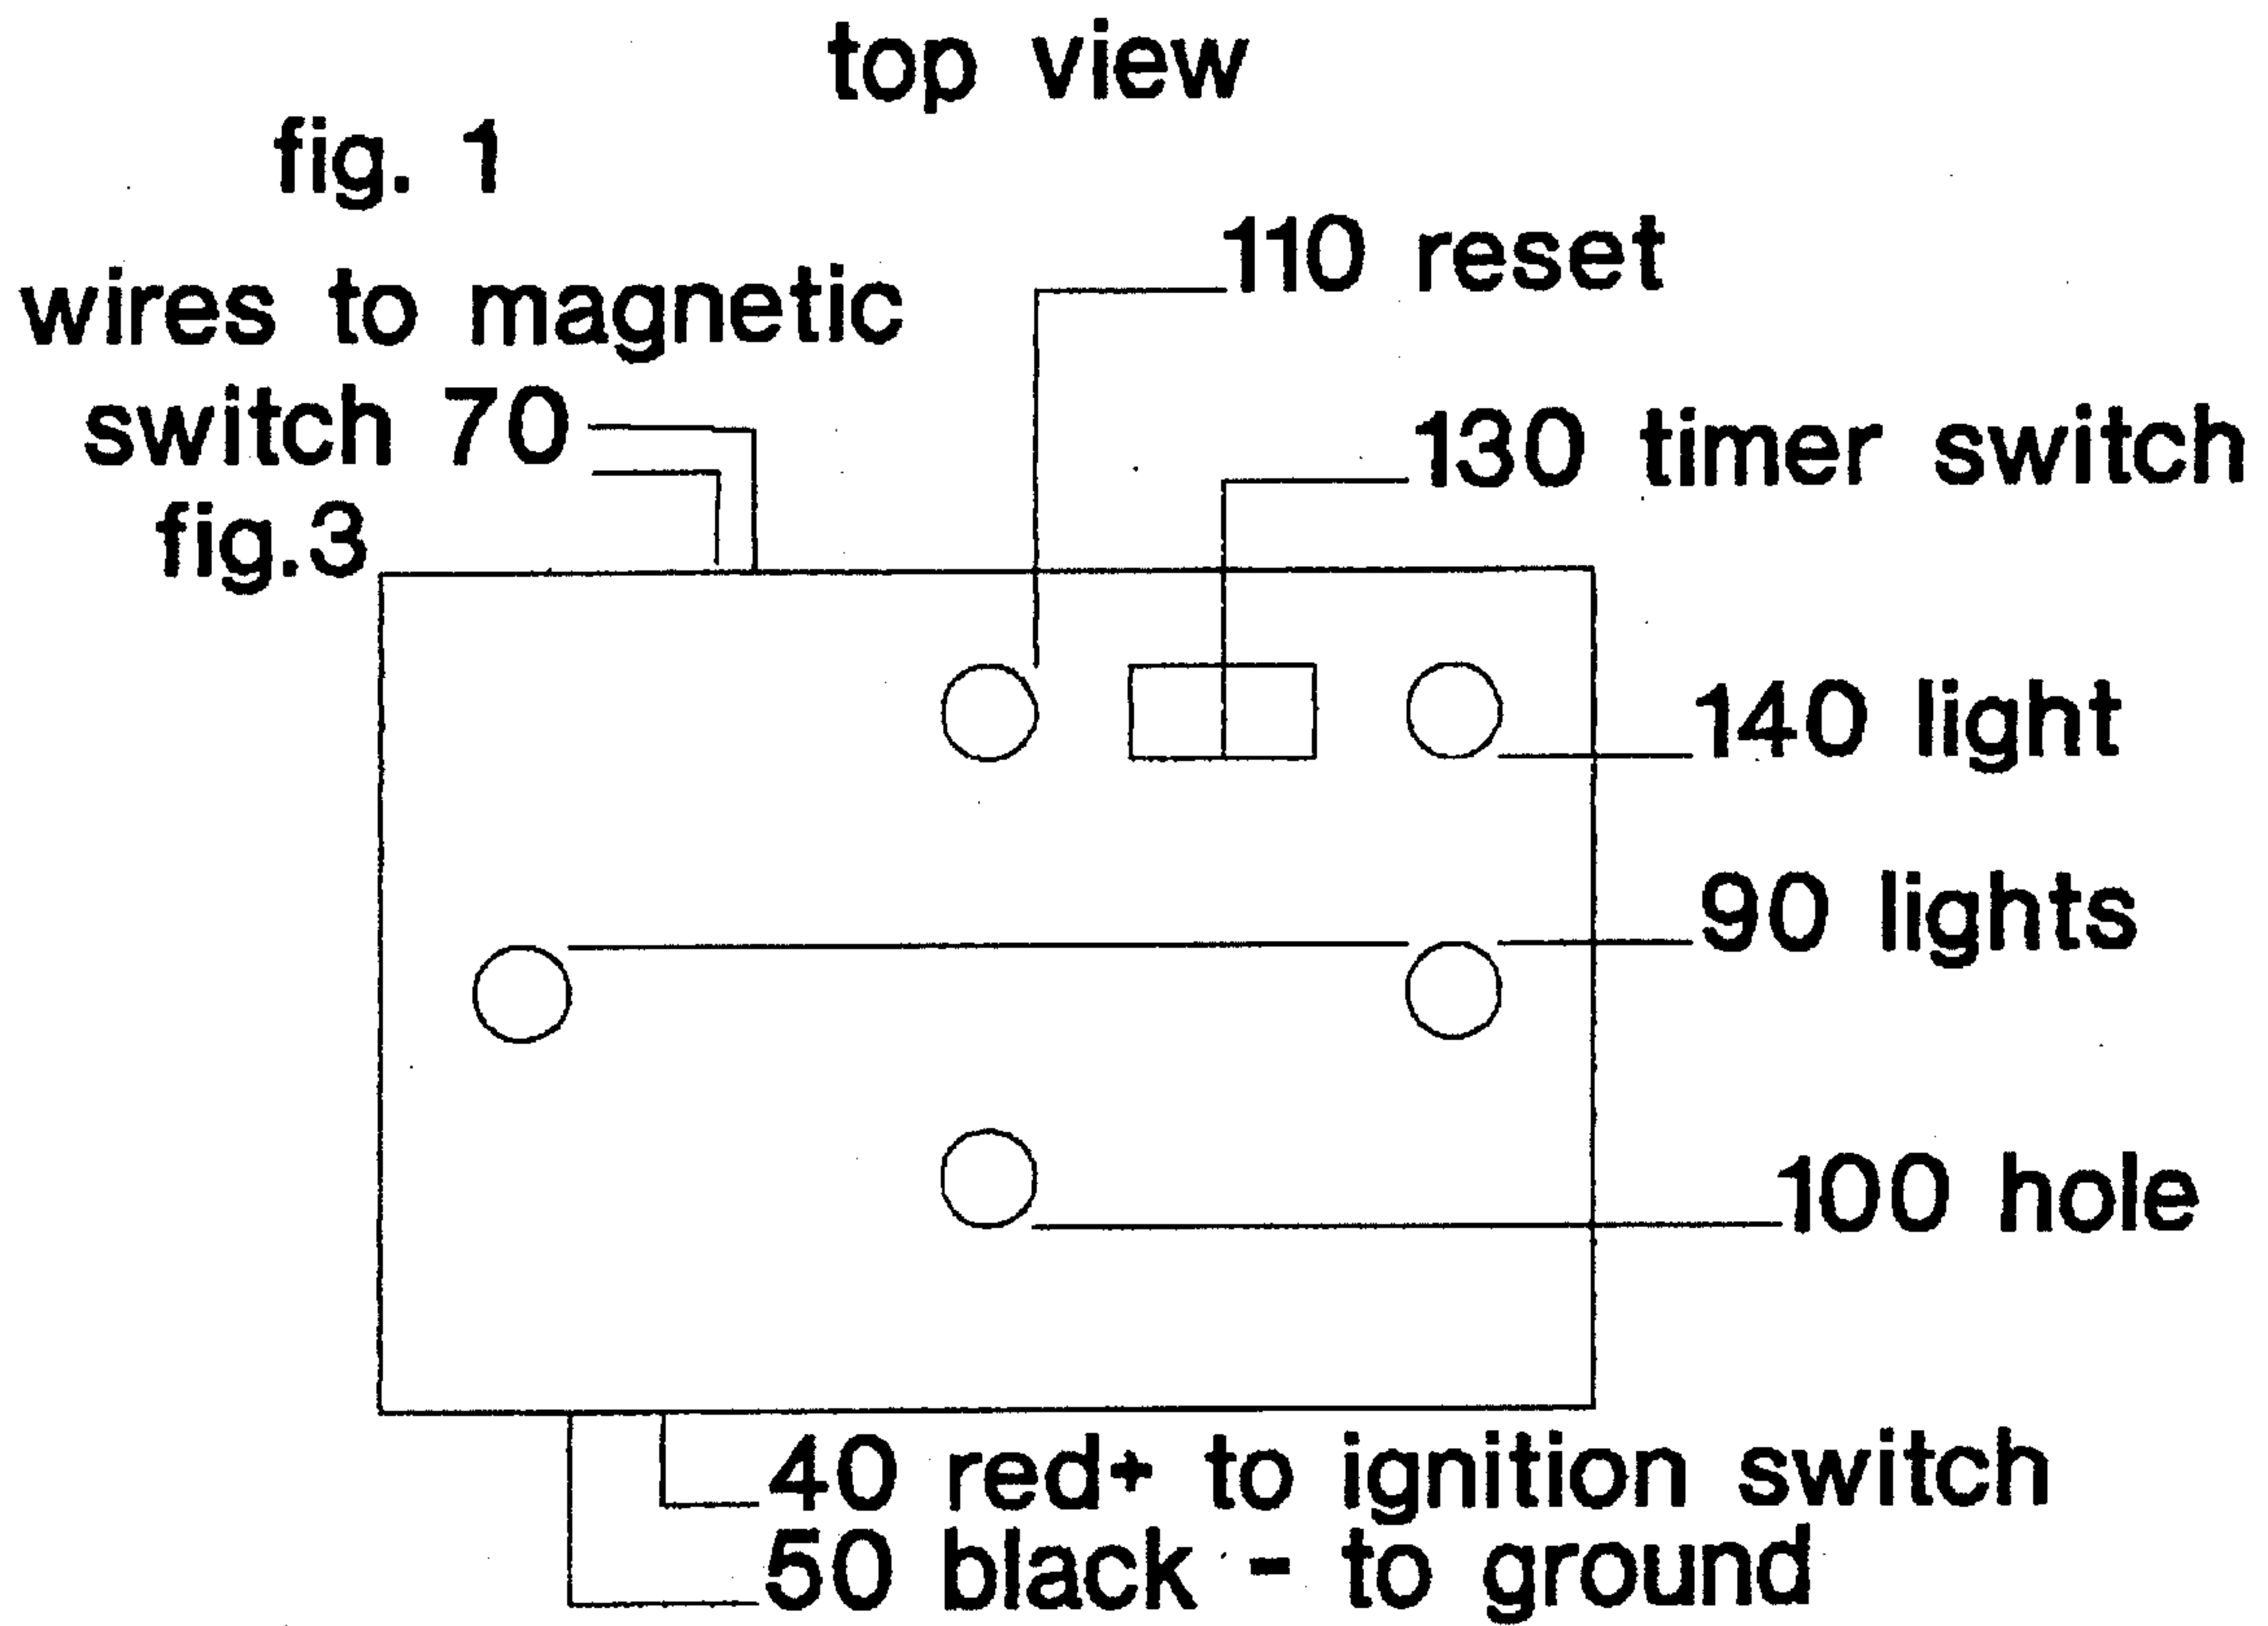 top view
fig. 1
110 reset
wires to magnetic
switch 70
fig.3
130 timer switch
140 light
90 lights
100 hole
40 red+ to ignition switch
50 black - to ground